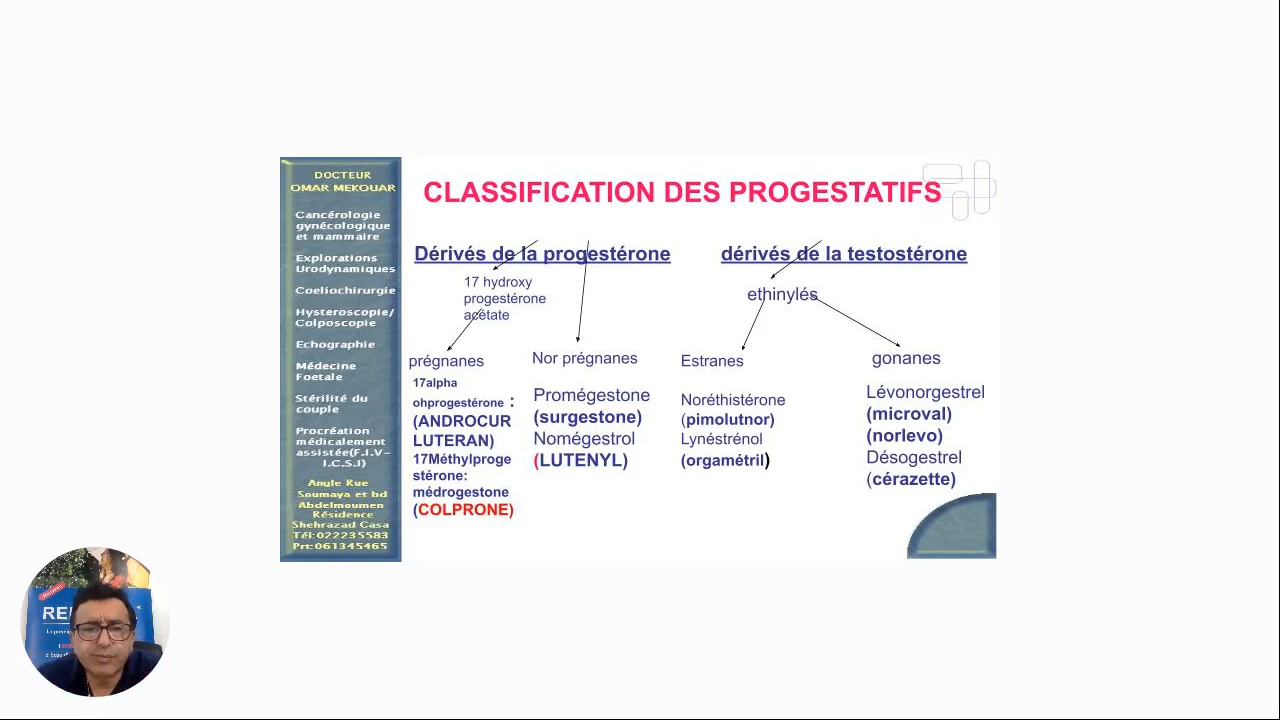 DOCTEUR
OMAR MEKOUAR
Cancérologie
gynécologique
et mammaire
Explorations
Urodynamiques
Coeliochirurgie
Hysteroscopie/
Colposcopie
Echographie
Médecine
Foetale
Stérilité du
couple
Procréation
médicalement
assistée(F.I.V-
I.C.S.I)
Angle Rue
Soumaya et bd
Abdelmoumen
Résidence
Shehrazad Casa
Tél:022235583
Prt:061345465
CLASSIFICATION DES PROGESTATIFS
Dérivés de la progestérone
17 hydroxy
progestérone
acétate
prégnanes
17alpha
ohprogestérone :
(ANDROCUR
LUTERAN)
17Méthylproge
stérone:
médrogestone
(COLPRONE)
Nor prégnanes
Promégestone
(surgestone)
Nomégestrol
(LUTENYL)
dérivés de la testostérone
ethinylés
Estranes
Noréthistérone
(pimolutnor)
Lynéstrénol
(orgamétril)
gonanes
Lévonorgestrel
(microval)
(norlevo)
Désogestrel
(cérazette)